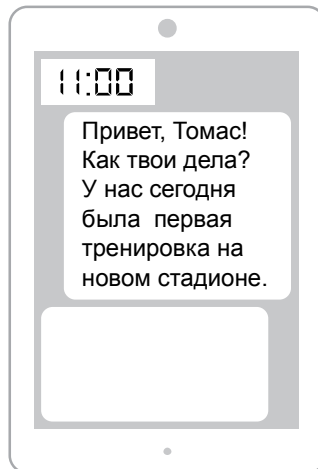 11:00
Привет, Томас!
Как твои дела?
У нас сегодня
была первая
тренировка на
новом стадионе.